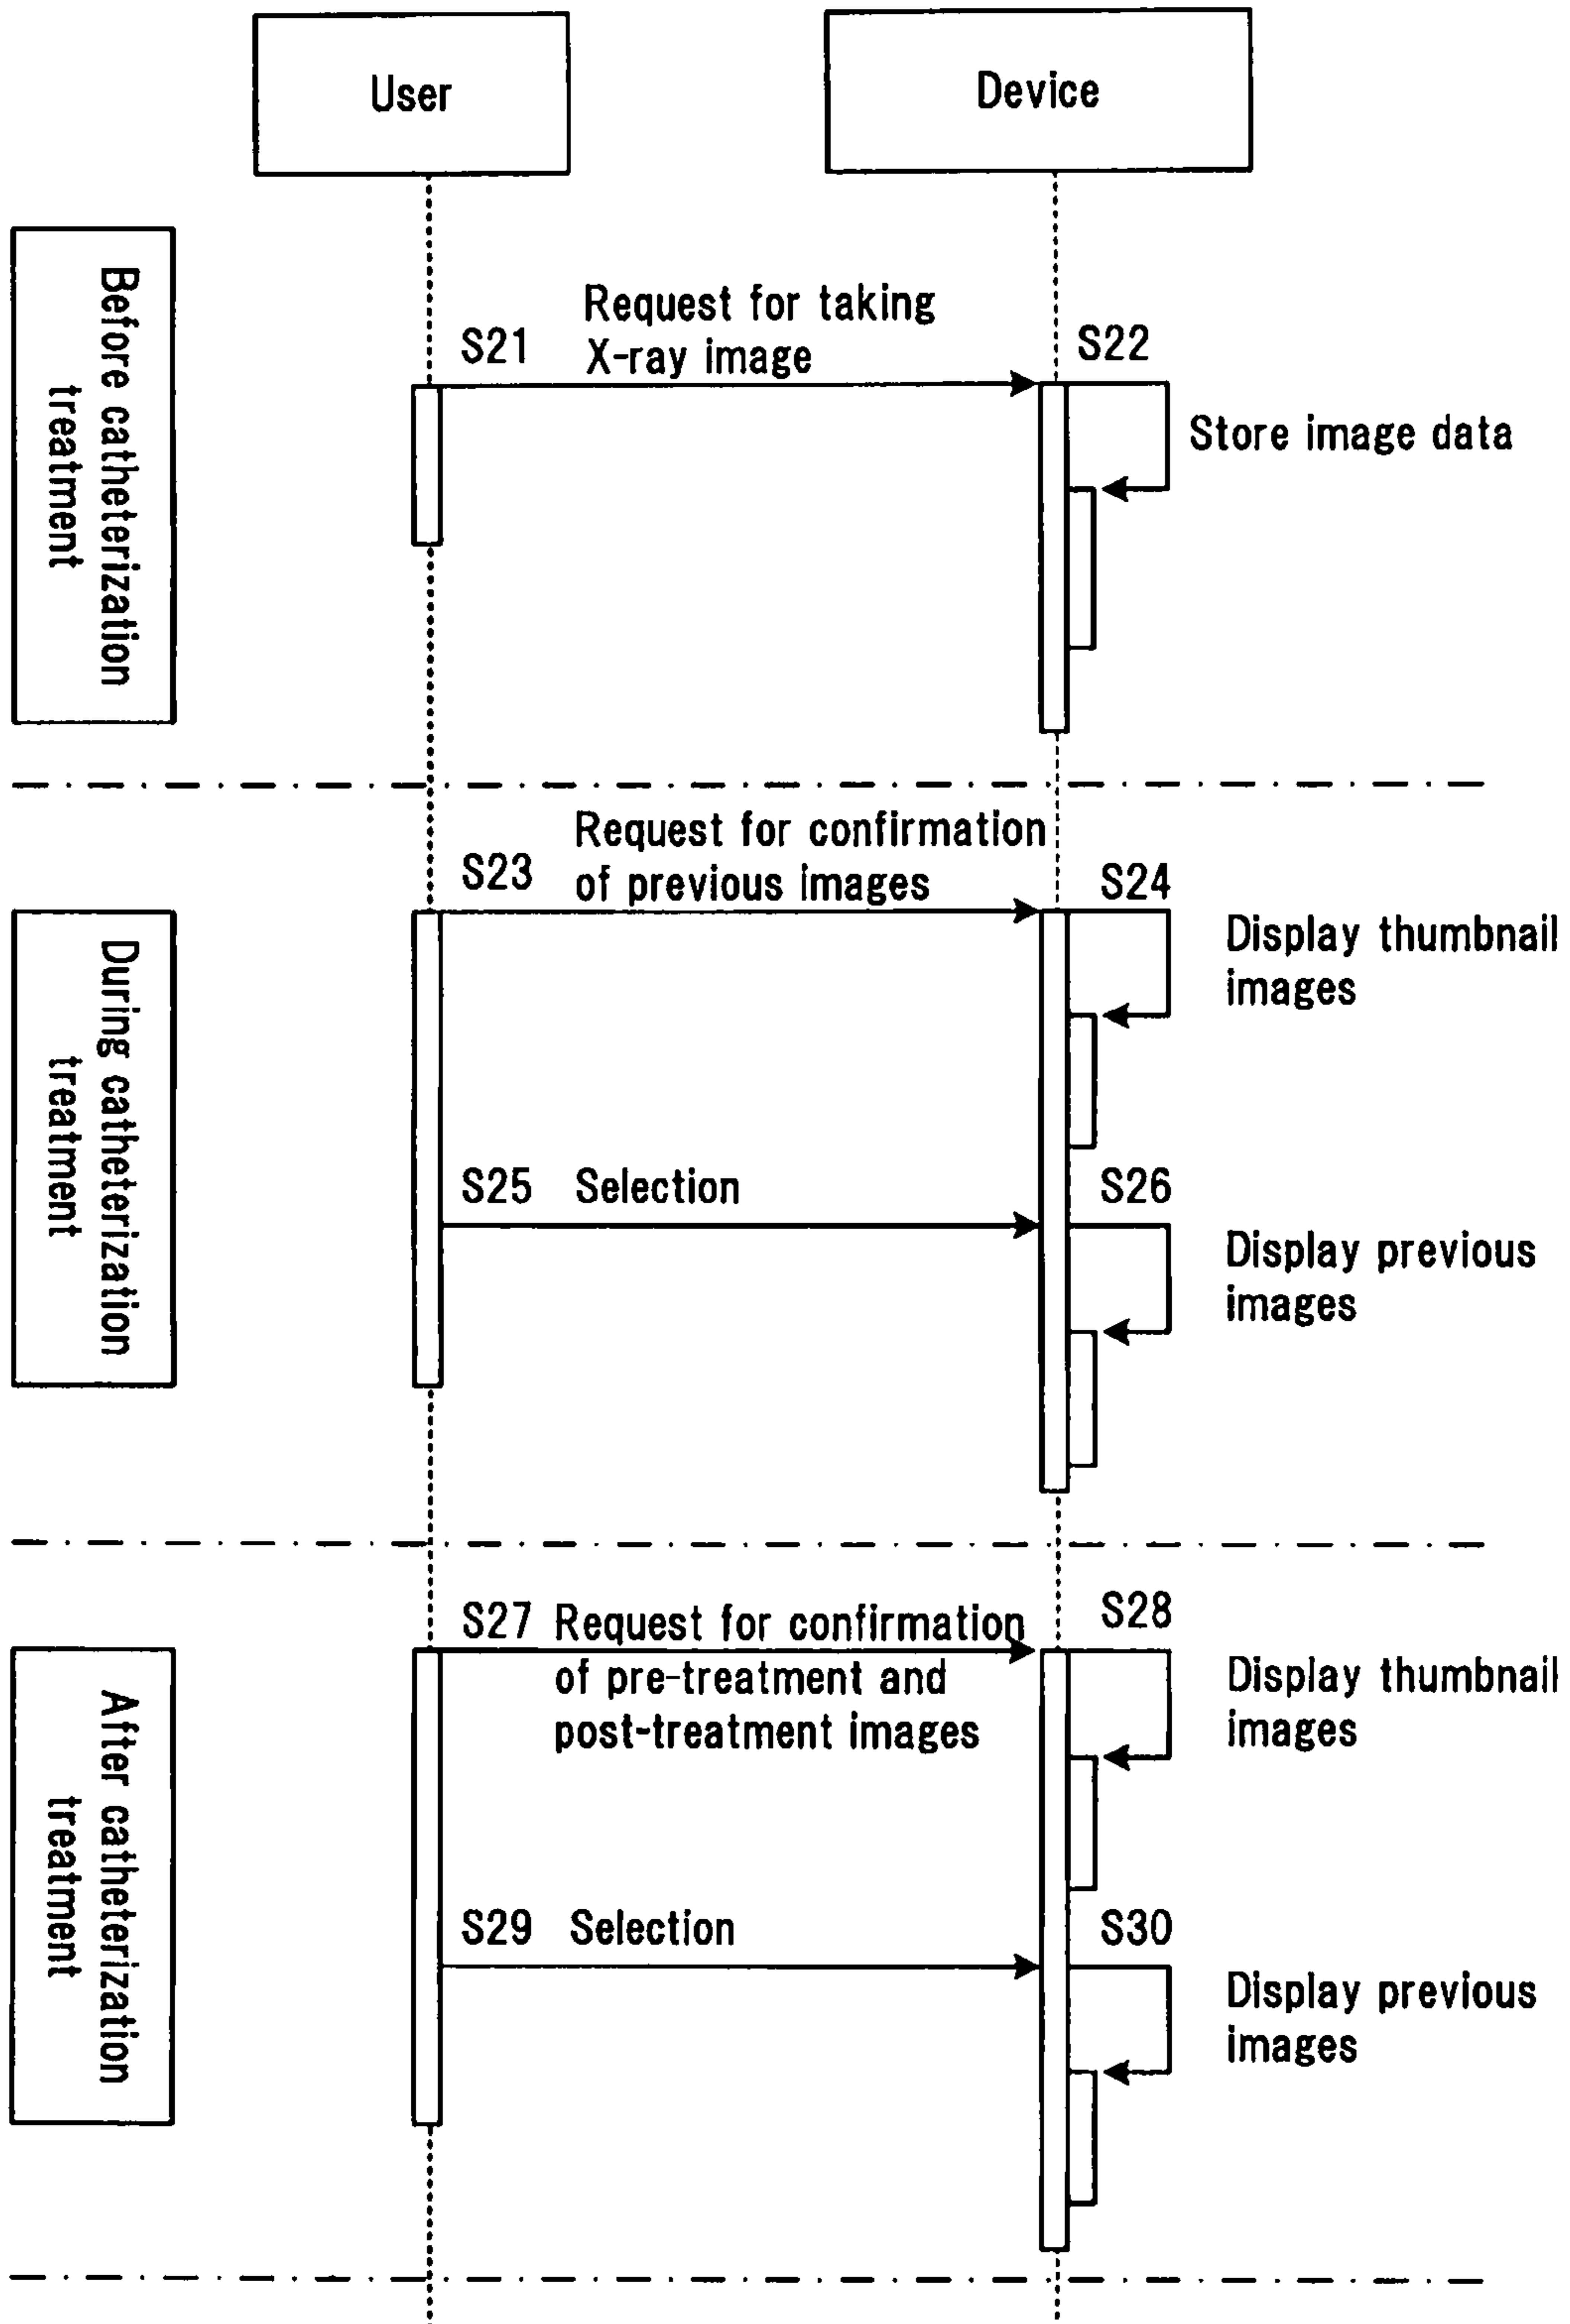 User
Device
Before catheterization
treatment
Request for taking
X-ray image
S21
S22
Store image data
During catheterization
treatment
Request for confirmation
of previous images
S23
S24
Display thumbnail
images
S25
Selection
S26
Display previous
images
After catheterization
treatment
S27
Request for confirmation
of pre-treatment and
post-treatment images
S28
Display thumbnail
images
S29
Selection
S30
Display previous
images